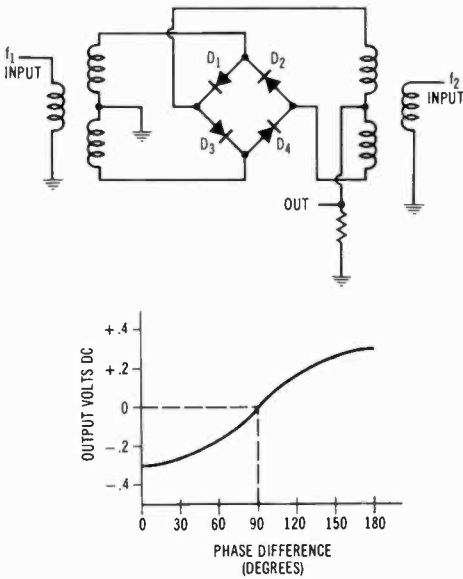 f1
INPUT
D1
D2
D3
D4
f2
INPUT
OUT
OUTPUT VOLTS DC
+.4
+.2
0
-.2
-.4
0 30 60 90 120 150 180
PHASE DIFFERENCE
(DEGREES)